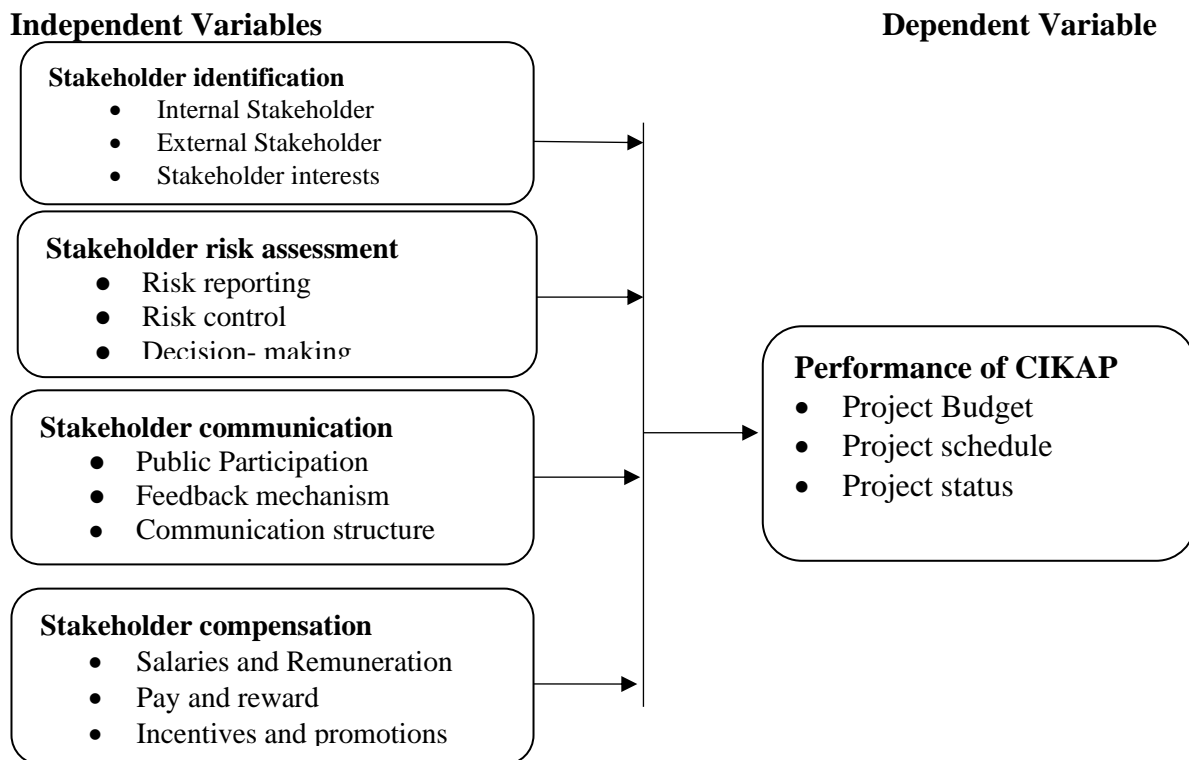 Independent Variables
Dependent Variable
Stakeholder identification
• Internal Stakeholder
• External Stakeholder
• Stakeholder interests
Stakeholder risk assessment
● Risk reporting
● Risk control
● Decision- making
Stakeholder communication
● Public Participation
● Feedback mechanism
● Communication structure
Stakeholder compensation
• Salaries and Remuneration
• Pay and reward
• Incentives and promotions
Performance of CIKAP
• Project Budget
• Project schedule
• Project status